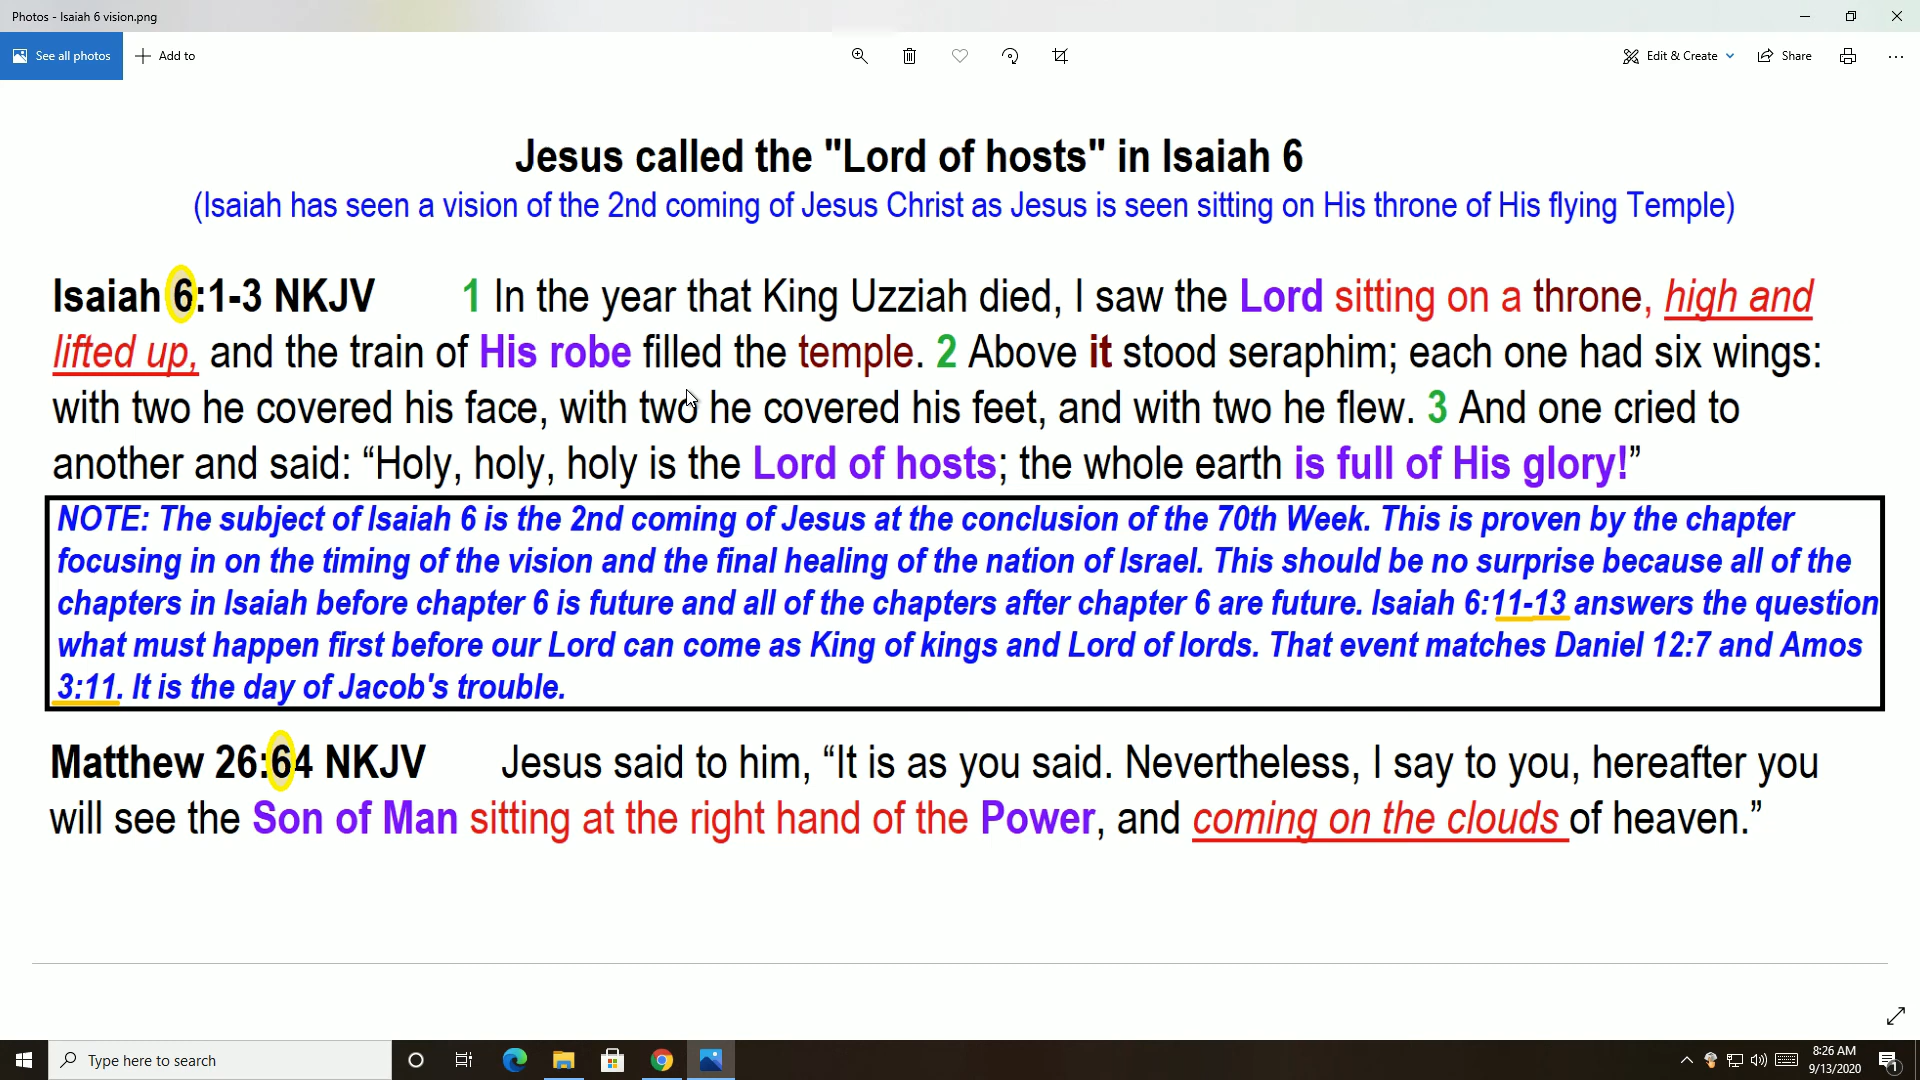 Photos - Isaiah 6 vision.png
See all photos
Add to
Edit & Create
Share
Jesus called the "Lord of hosts" in Isaiah 6
(Isaiah has seen a vision of the 2nd coming of Jesus Christ as Jesus is seen sitting on His throne of His flying Temple)
Isaiah 6:1-3 NKJV 1 In the year that King Uzziah died, I saw the Lord sitting on a throne, high and
lifted up, and the train of His robe filled the temple. 2 Above it stood seraphim; each one had six wings:
with two he covered his face, with two he covered his feet, and with two he flew. 3 And one cried to
another and said: “Holy, holy, holy is the Lord of hosts; the whole earth is full of His glory!”
NOTE: The subject of Isaiah 6 is the 2nd coming of Jesus at the conclusion of the 70th Week. This is proven by the chapter
focusing in on the timing of the vision and the final healing of the nation of Israel. This should be no surprise because all of the
chapters in Isaiah before chapter 6 is future and all of the chapters after chapter 6 are future. Isaiah 6:11-13 answers the question
what must happen first before our Lord can come as King of kings and Lord of lords. That event matches Daniel 12:7 and Amos
3:11. It is the day of Jacob's trouble.
Matthew 26:64 NKJV Jesus said to him, “It is as you said. Nevertheless, I say to you, hereafter you
will see the Son of Man sitting at the right hand of the Power, and coming on the clouds of heaven.”
Type here to search
8:26 AM
9/13/2020
1